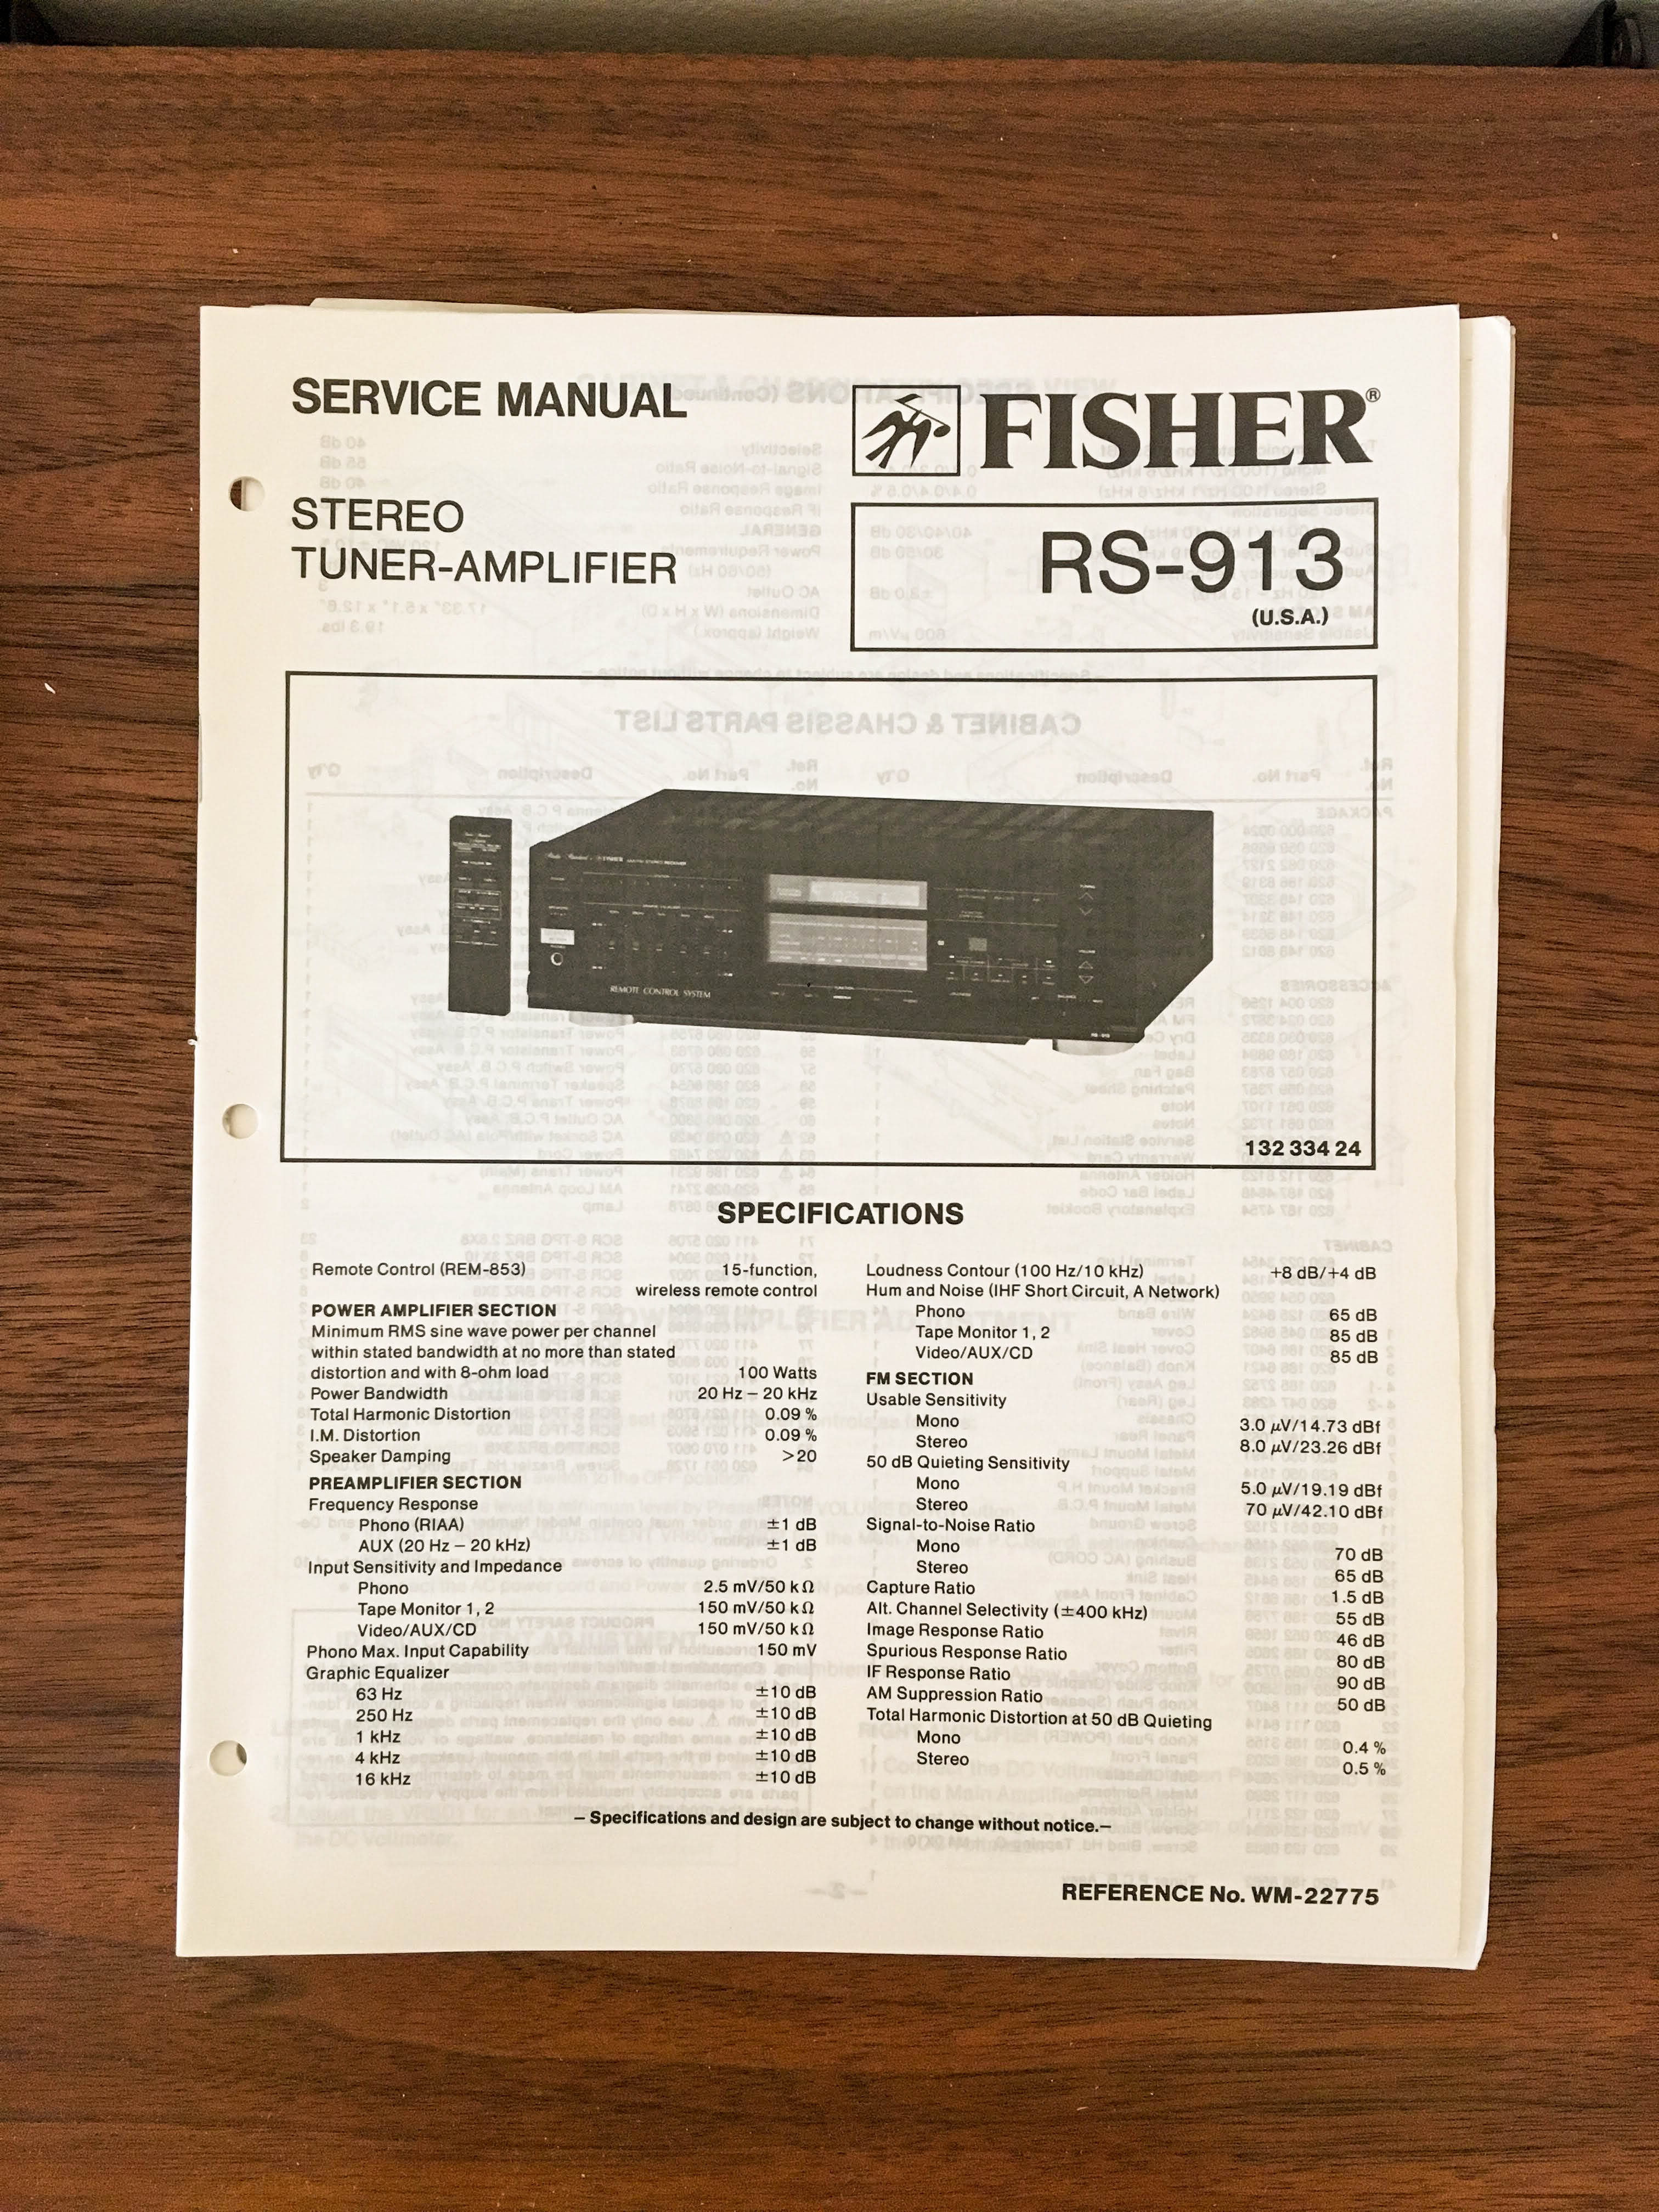 SERVICE MANUAL
FISHER®
STEREO
TUNER-AMPLIFIER
RS-913
(U.S.A.)
REMOTE CONTROL SYSTEM
132 334 24
SPECIFICATIONS
Remote Control (REM-853) 15-function,
wireless remote control
POWER AMPLIFIER SECTION
Minimum RMS sine wave power per channel
within stated bandwidth at no more than stated
distortion and with 8-ohm load 100 Watts
Power Bandwidth 20 Hz – 20 kHz
Total Harmonic Distortion 0.09 %
I.M. Distortion 0.09 %
Speaker Damping >20
PREAMPLIFIER SECTION
Frequency Response
Phono (RIAA) ±1 dB
AUX (20 Hz – 20 kHz) ±1 dB
Input Sensitivity and Impedance
Phono 2.5 mV/50 kΩ
Tape Monitor 1, 2 150 mV/50 kΩ
Video/AUX/CD 150 mV/50 kΩ
Phono Max. Input Capability 150 mV
Graphic Equalizer
63 Hz ±10 dB
250 Hz ±10 dB
1 kHz ±10 dB
4 kHz ±10 dB
16 kHz ±10 dB
Loudness Contour (100 Hz/10 kHz) +8 dB/+4 dB
Hum and Noise (IHF Short Circuit, A Network)
Phono 65 dB
Tape Monitor 1, 2 85 dB
Video/AUX/CD 85 dB
FM SECTION
Usable Sensitivity
Mono 3.0 µV/14.73 dBf
Stereo 8.0 µV/23.26 dBf
50 dB Quieting Sensitivity
Mono 5.0 µV/19.19 dBf
Stereo 70 µV/42.10 dBf
Signal-to-Noise Ratio
Mono 70 dB
Stereo 65 dB
Capture Ratio 1.5 dB
Alt. Channel Selectivity (±400 kHz) 55 dB
Image Response Ratio 46 dB
Spurious Response Ratio 80 dB
IF Response Ratio 90 dB
AM Suppression Ratio 50 dB
Total Harmonic Distortion at 50 dB Quieting
Mono 0.4 %
Stereo 0.5 %
– Specifications and design are subject to change without notice.–
REFERENCE No. WM-22775